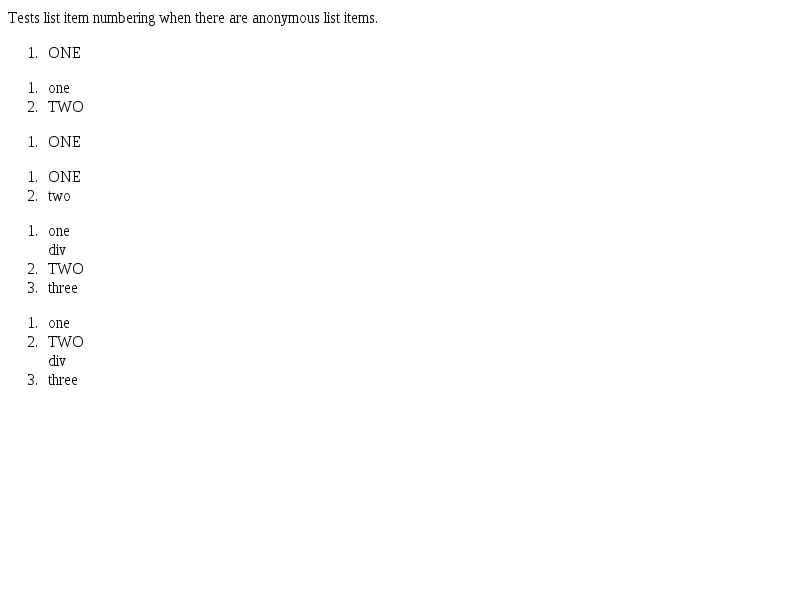 Tests list item numbering when there are anonymous list items.
1. ONE
1. one
2. TWO
1. ONE
1. ONE
2. two
1. one
div
2. TWO
3. three
1. one
2. TWO
div
3. three